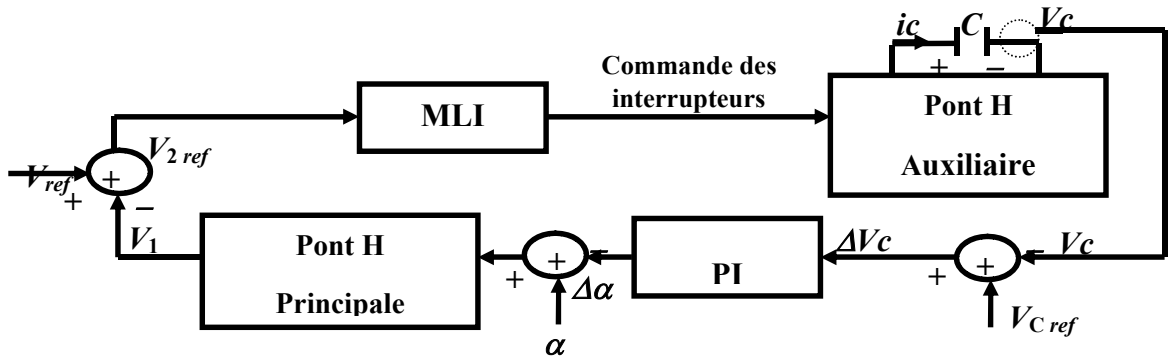 ic C Vc
+ −
Commande des
interrupteurs
MLI
Pont H
Auxiliaire
V2 ref
Vref + +
−
V1
Pont H
Principale
+ + −
Δα
α
PI
ΔVc
+ + −
Vc
VC ref